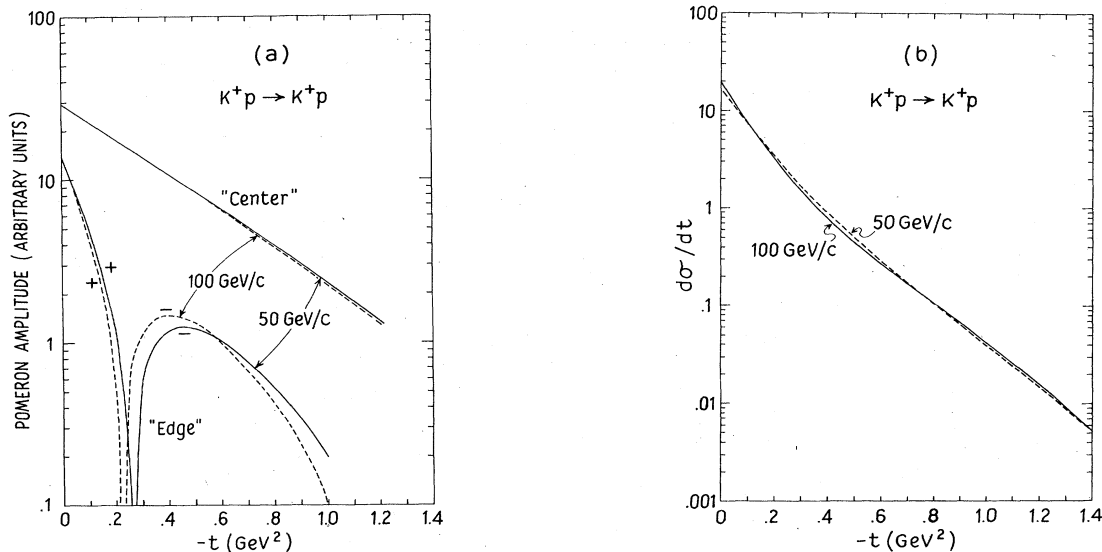 (a)
K⁺p → K⁺p
100
10
1
.1
POMERON AMPLITUDE (ARBITRARY UNITS)
"Center"
100 GeV/c
50 GeV/c
"Edge"
+
+
−
−
0 .2 .4 .6 .8 1.0 1.2 1.4
-t (GeV²)
(b)
K⁺p → K⁺p
100
10
1
.1
.01
.001
dσ/dt
50 GeV/c
100 GeV/c
0 .2 .4 .6 .8 1.0 1.2 1.4
-t (GeV²)